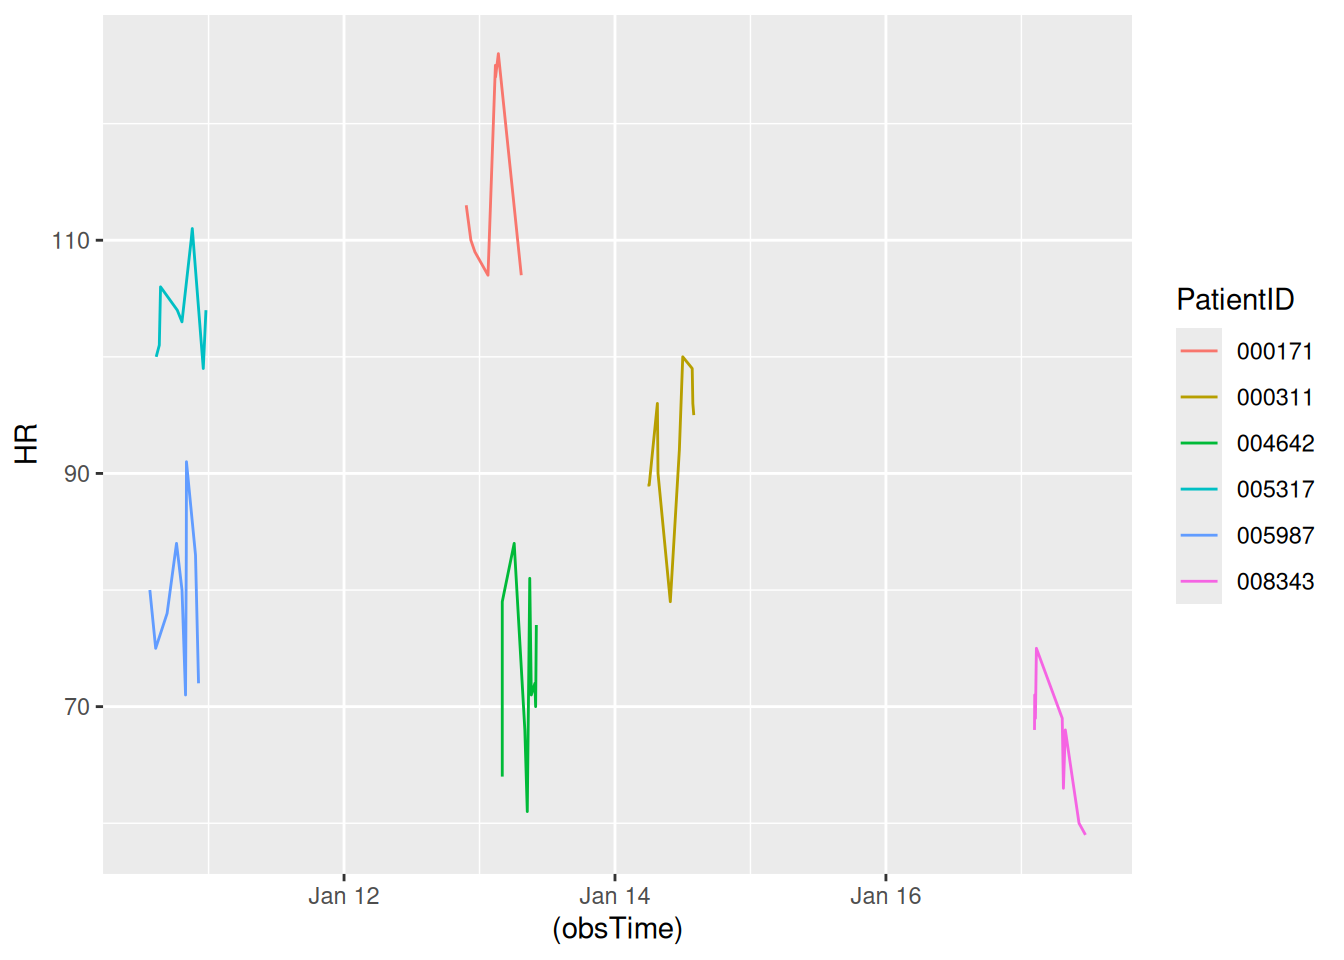 HR
110
90
70
Jan 12
Jan 14
Jan 16
(obsTime)
PatientID
000171
000311
004642
005317
005987
008343